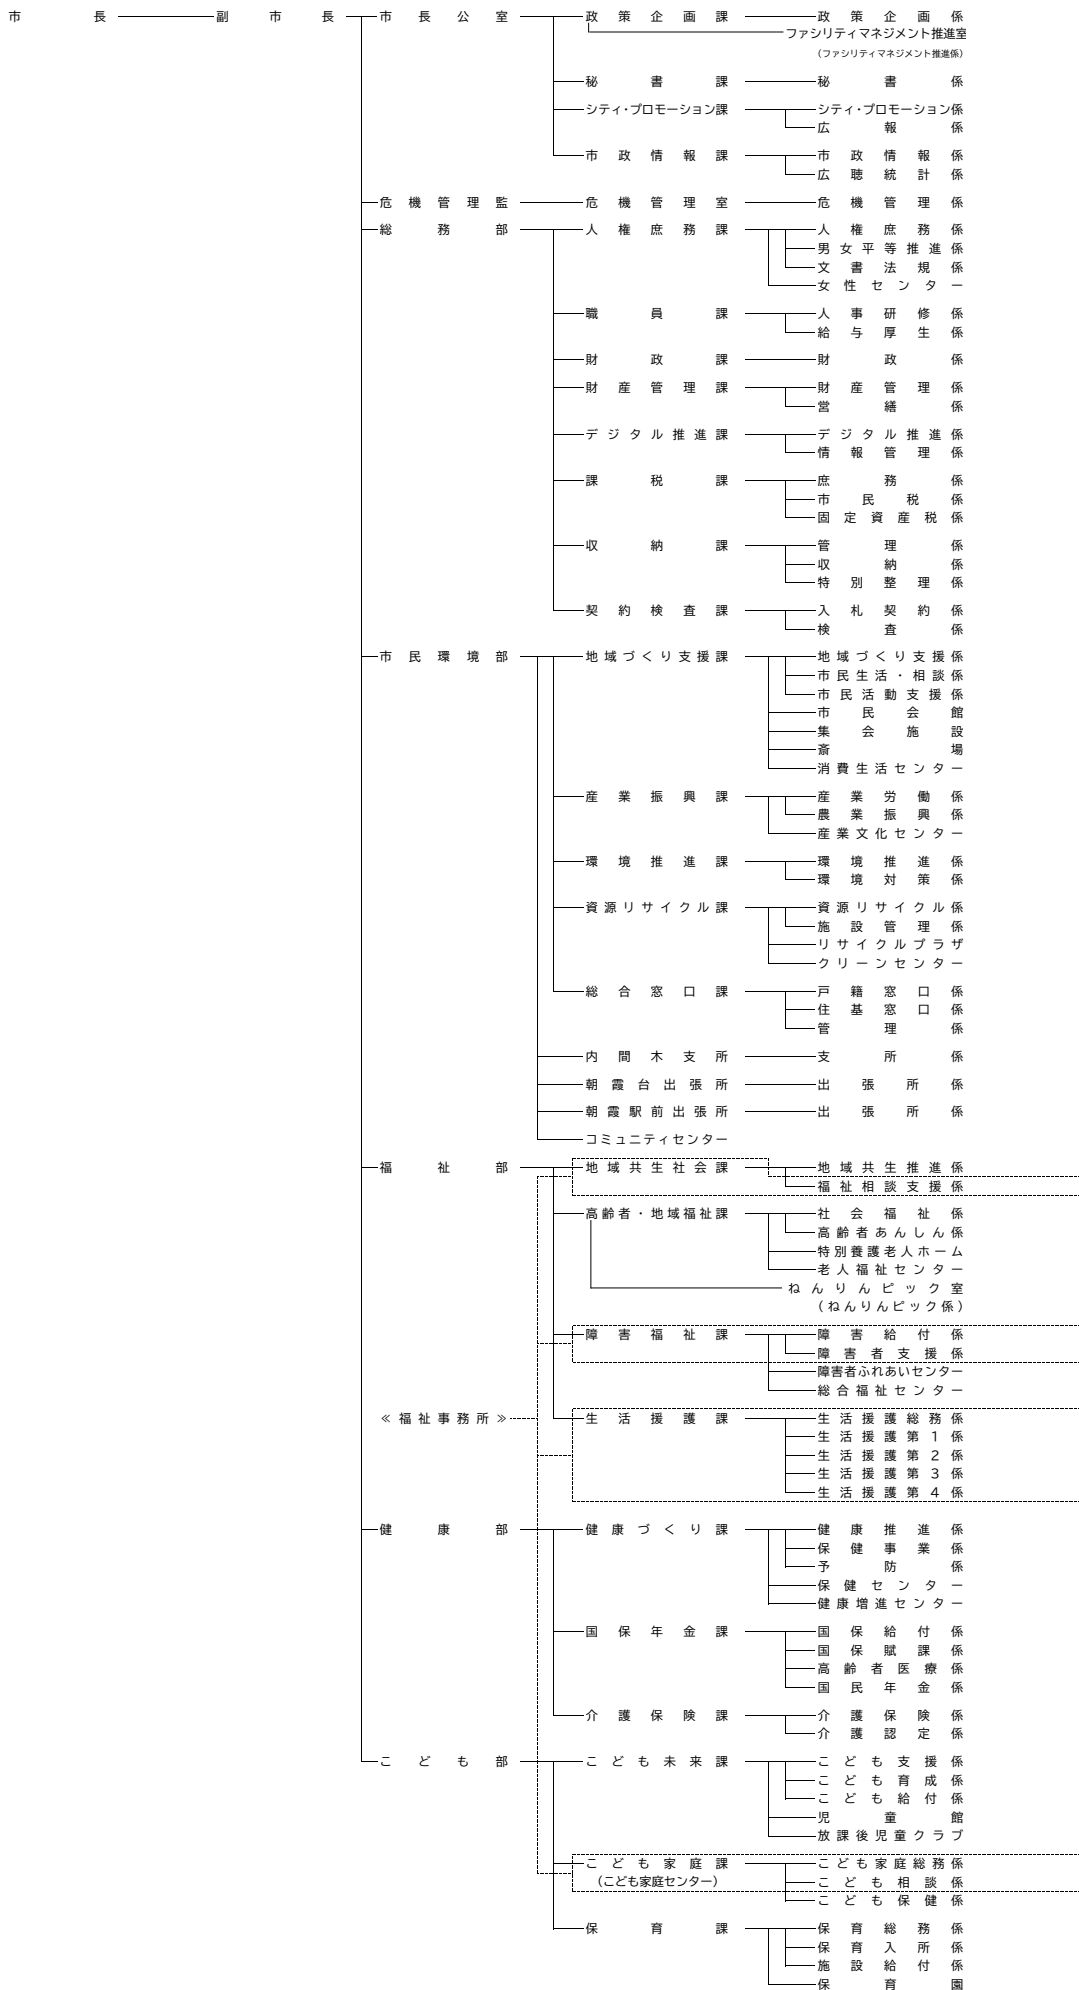 市長 副市長 市長公室 政策企画課 政策企画係
ファシリティマネジメント推進室
(ファシリティマネジメント推進係)
秘書課 秘書係
シティ・プロモーション課 シティ・プロモーション係
広報係
市政情報課 市政情報係
広聴統計係
危機管理監 危機管理室 危機管理係
総務部 人権庶務課 人権庶務係
男女平等推進係
文書法規係
女性センター
職員課 人事研修係
給与厚生係
財政課 財政係
財産管理課 財産管理係
営繕係
デジタル推進課 デジタル推進係
情報管理係
課税課 庶務係
市民税係
固定資産税係
収納課 管理係
収納係
特別整理係
契約検査課 入札契約係
検査係
市民環境部 地域づくり支援課 地域づくり支援係
市民生活・相談係
市民活動支援係
市民会館
集会施設
斎場
消費生活センター
産業振興課 産業労働係
農業振興係
産業文化センター
環境推進課 環境推進係
環境対策係
資源リサイクル課 資源リサイクル係
施設管理係
リサイクルプラザ
クリーンセンター
総合窓口課 戸籍窓口係
住基窓口係
管理係
内間木支所 支所係
朝霞台出張所 出張所係
朝霞駅前出張所 出張所係
コミュニティセンター
福祉部 地域共生社会課 地域共生推進係
福祉相談支援係
高齢者・地域福祉課 社会福祉係
高齢者あんしん係
特別養護老人ホーム
老人福祉センター
ねんりんピック室
(ねんりんピック係)
障害福祉課 障害給付係
障害者支援係
障害者ふれあいセンター
総合福祉センター
≪福祉事務所≫ 生活援護課 生活援護総務係
生活援護第1係
生活援護第2係
生活援護第3係
生活援護第4係
健康部 健康づくり課 健康推進係
保健事業係
予防係
保健センター
健康増進センター
国保年金課 国保給付係
国保賦課係
高齢者医療係
国民年金係
介護保険課 介護保険係
介護認定係
こども部 こども未来課 こども支援係
こども育成係
こども給付係
児童館
放課後児童クラブ
こども家庭課 こども家庭総務係
(こども家庭センター) こども相談係
こども保健係
保育課 保育総務係
保育入所係
施設給付係
保育園